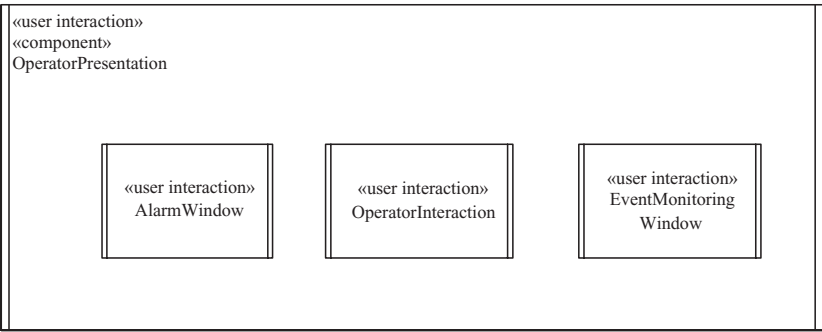 «user interaction»
«component»
OperatorPresentation
«user interaction»
AlarmWindow
«user interaction»
OperatorInteraction
«user interaction»
EventMonitoring
Window